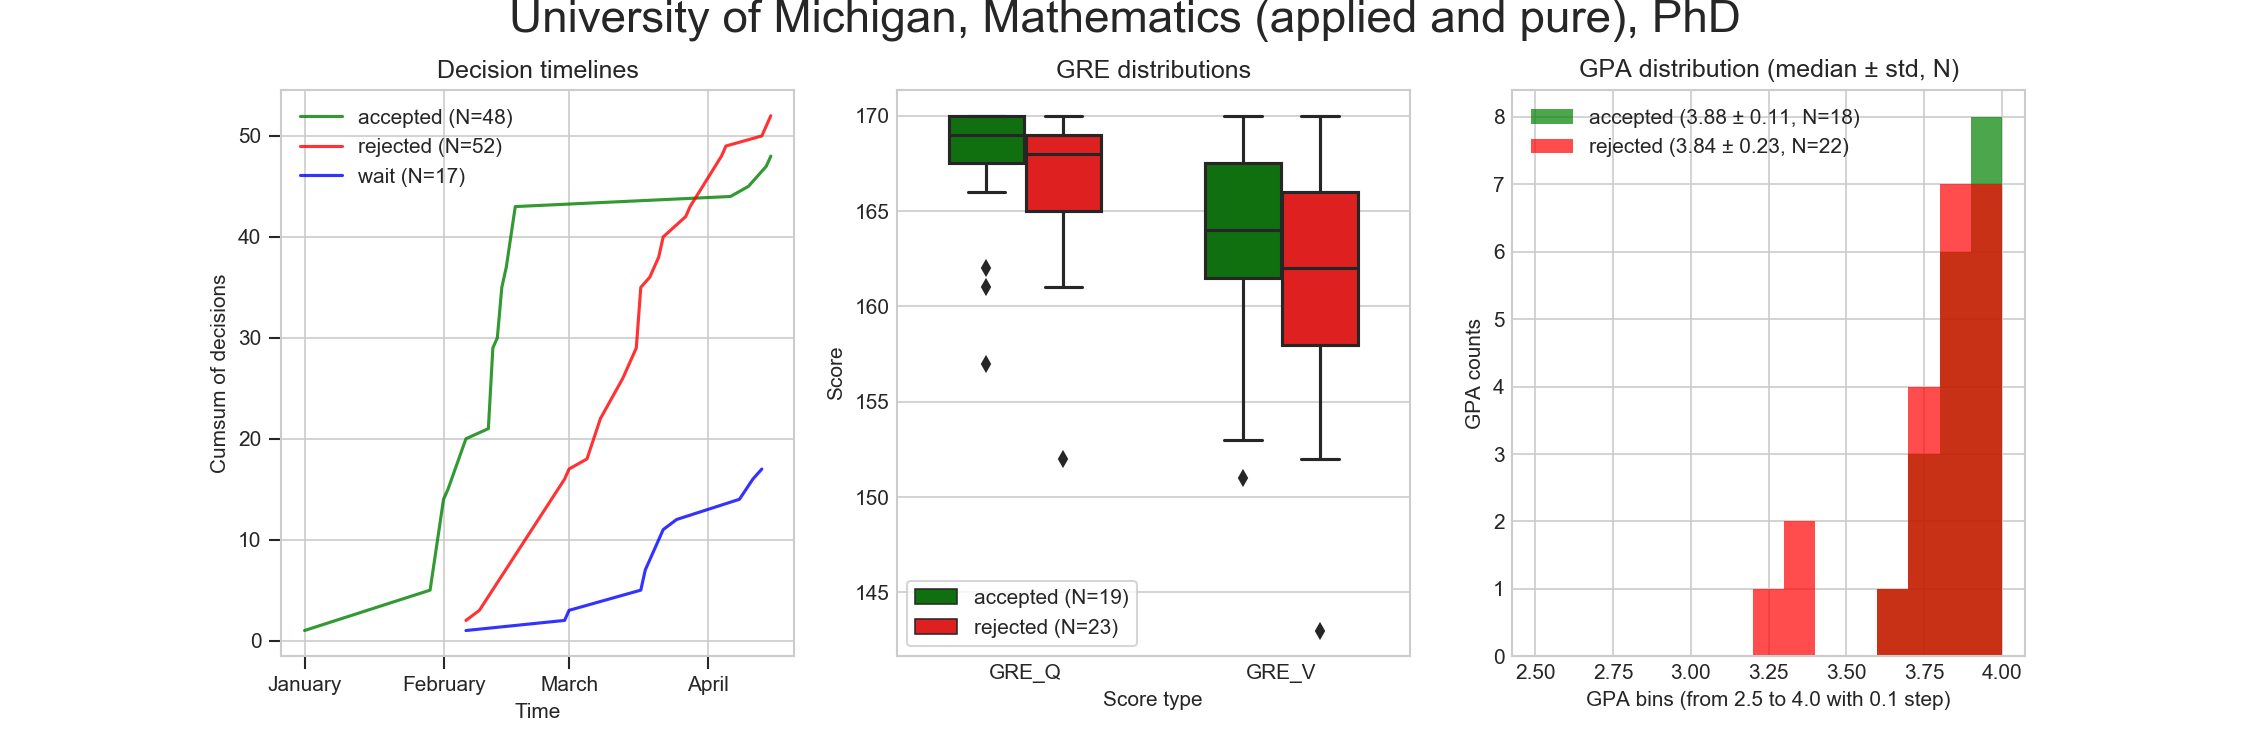 University of Michigan, Mathematics (applied and pure), PhD
Decision timelines
accepted (N=48)
rejected (N=52)
wait (N=17)
50
40
30
20
10
0
Cumsum of decisions
January February March April
Time
GRE distributions
170
165
160
155
150
145
Score
accepted (N=19)
rejected (N=23)
GRE_Q GRE_V
Score type
GPA distribution (median ± std, N)
accepted (3.88 ± 0.11, N=18)
rejected (3.84 ± 0.23, N=22)
8
7
6
5
4
3
2
1
0
GPA counts
2.50 2.75 3.00 3.25 3.50 3.75 4.00
GPA bins (from 2.5 to 4.0 with 0.1 step)